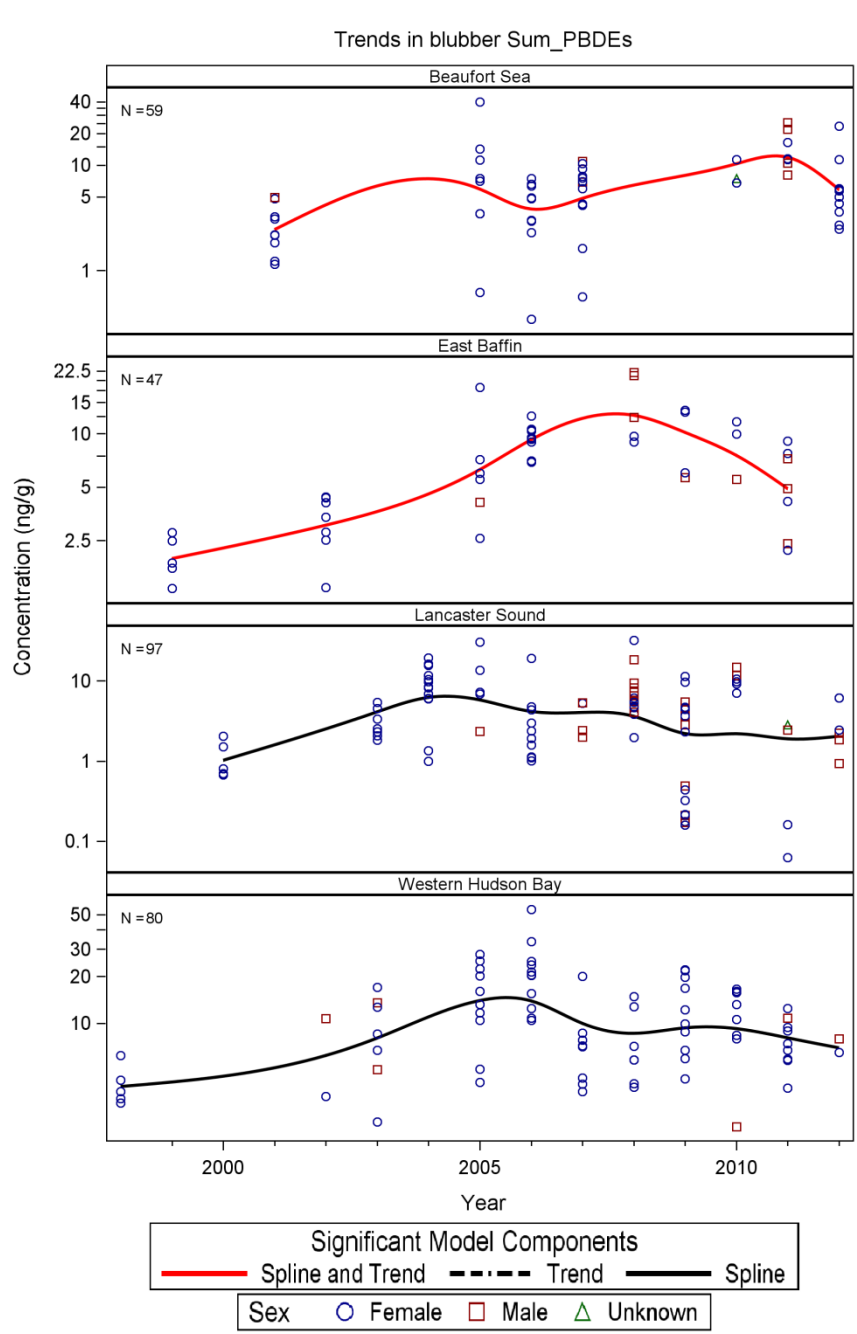 Trends in blubber Sum_PBDEs
Beaufort Sea
N =59
40
20
10
5
1
East Baffin
N =47
22.5
15
10
5
2.5
Lancaster Sound
N =97
10
1
0.1
Western Hudson Bay
N =80
50
30
20
10
Concentration (ng/g)
2000 2005 2010
Year
Significant Model Components
Spline and Trend Trend Spline
Sex Female Male Unknown